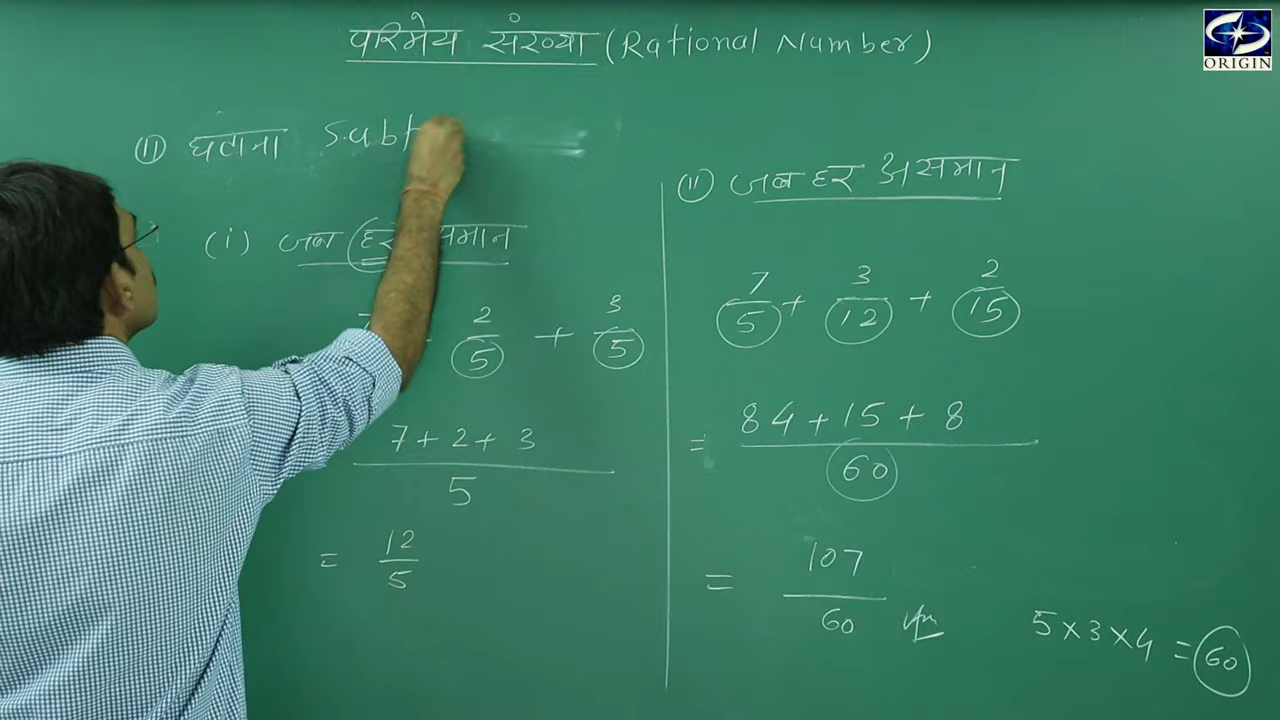 परिमेय संख्या (Rational Number)
ORIGIN
(II) घटाना Subt
(i) जब हर समान
2/5 + 3/5
7+2+3
5
= 12/5
(II) जब हर असमान
7/5 + 3/12 + 2/15
= 84+15+8
60
= 107/60
5×3×4 = 60